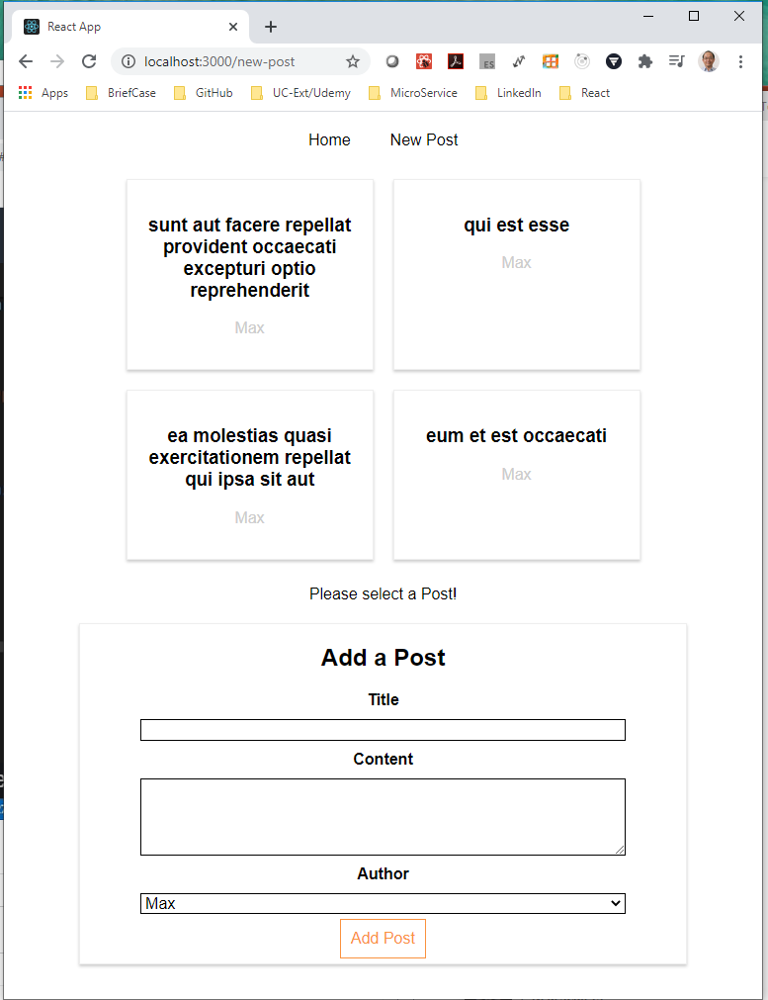 React App
localhost:3000/new-post
ES
Apps BriefCase GitHub UC-Ext/Udemy MicroService LinkedIn React
Home New Post
sunt aut facere repellat
provident occaecati
excepturi optio
reprehenderit
Max
qui est esse
Max
ea molestias quasi
exercitationem repellat
qui ipsa sit aut
Max
eum et est occaecati
Max
Please select a Post!
Add a Post
Title
Content
Author
Max
Add Post